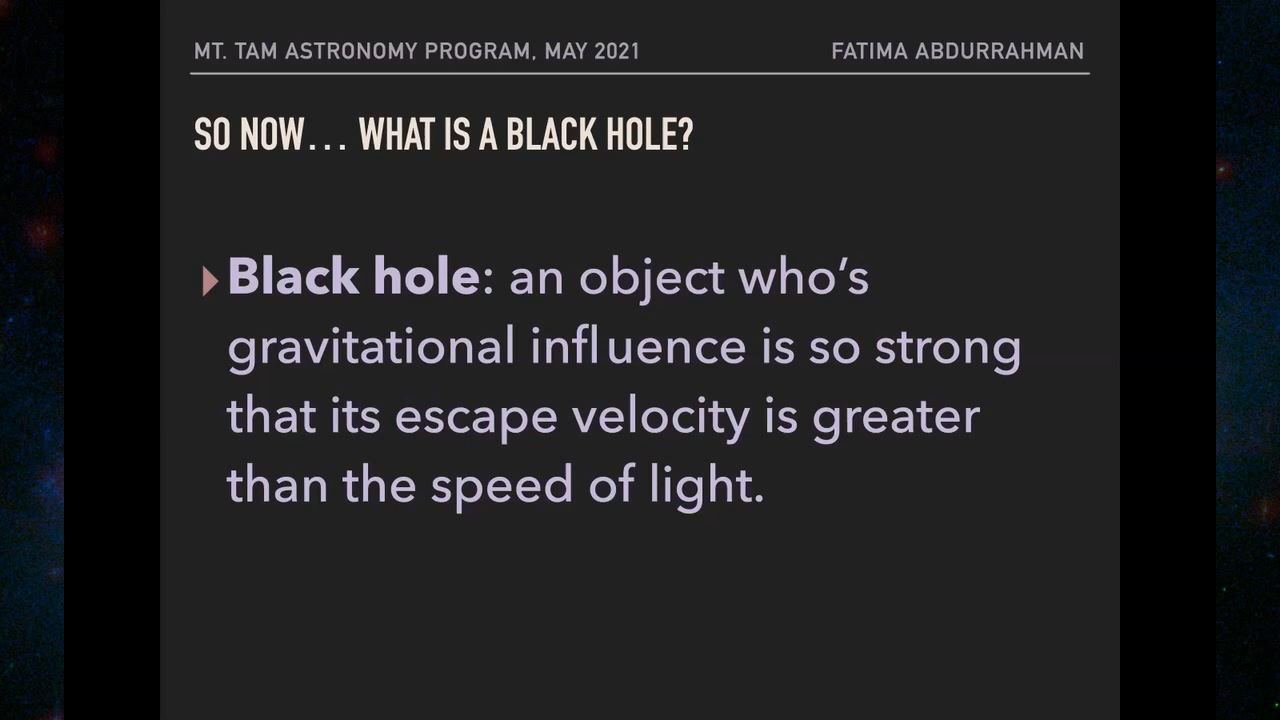 MT. TAM ASTRONOMY PROGRAM, MAY 2021 FATIMA ABDURRAHMAN
SO NOW... WHAT IS A BLACK HOLE?
Black hole: an object who’s
gravitational influence is so strong
that its escape velocity is greater
than the speed of light.